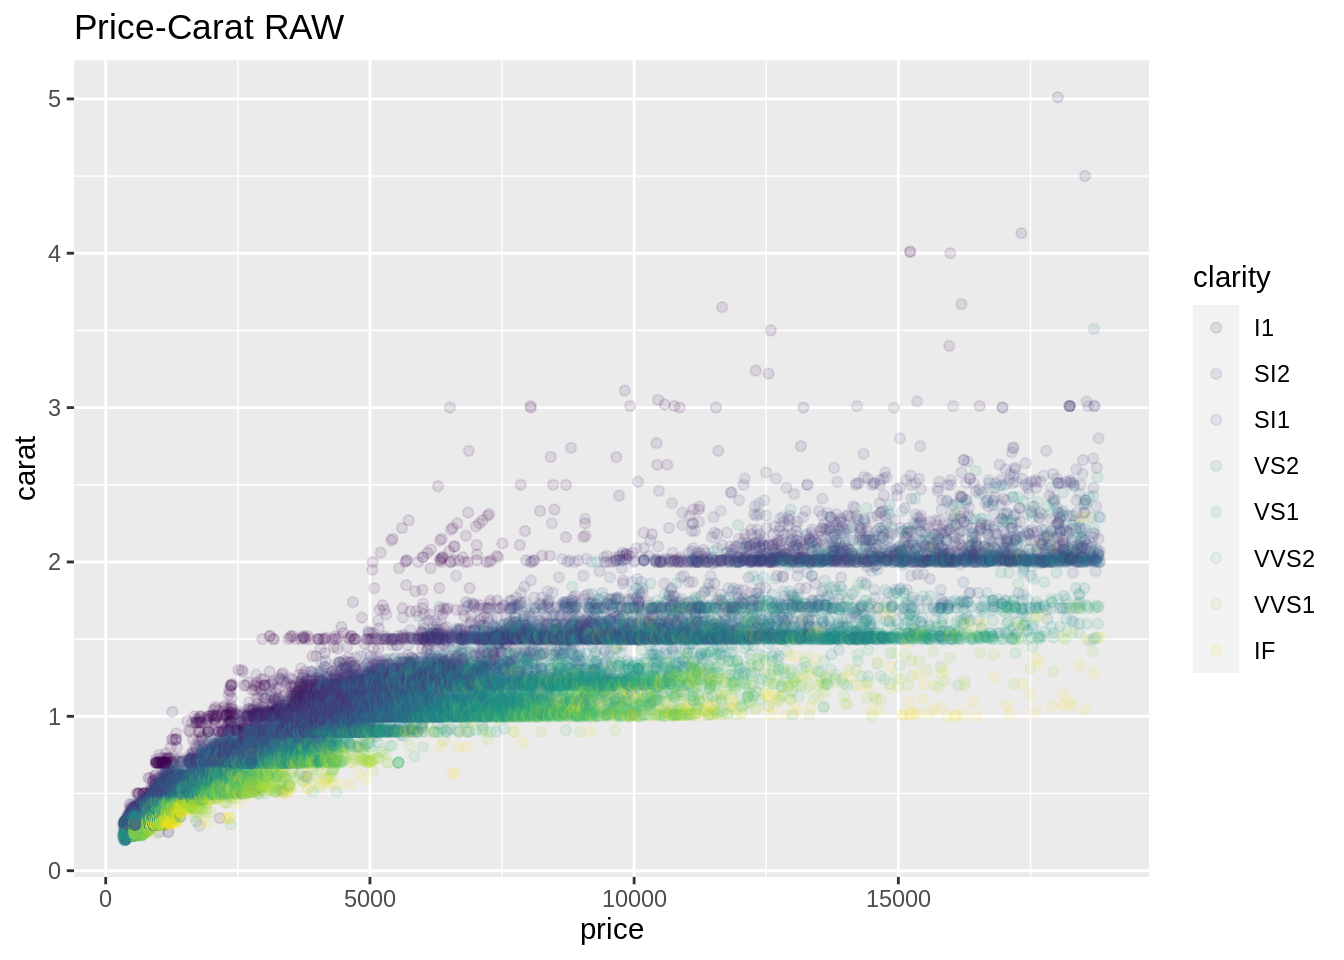 Price-Carat RAW
5
4
3
2
1
0
carat
0
5000
10000
15000
price
clarity
I1
SI2
SI1
VS2
VS1
VVS2
VVS1
IF